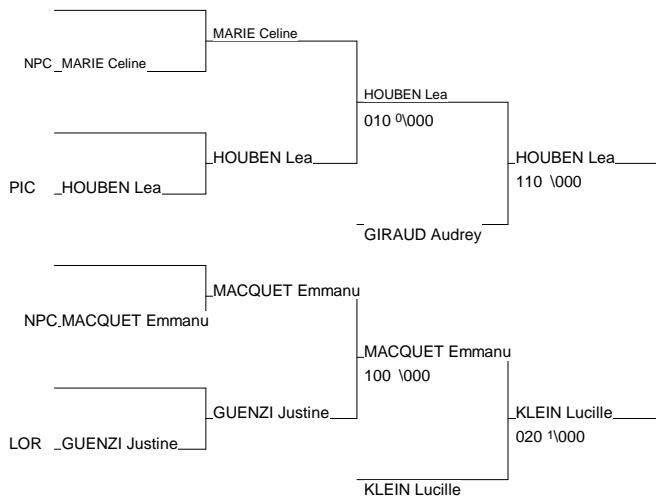 MARIE Celine
NPC MARIE Celine
HOUBEN Lea
010 0\000
HOUBEN Lea
HOUBEN Lea
110 \000
PIC HOUBEN Lea
GIRAUD Audrey
MACQUET Emmanu
NPC MACQUET Emmanu
MACQUET Emmanu
100 \000
GUENZI Justine
KLEIN Lucille
020 1\000
LOR GUENZI Justine
KLEIN Lucille